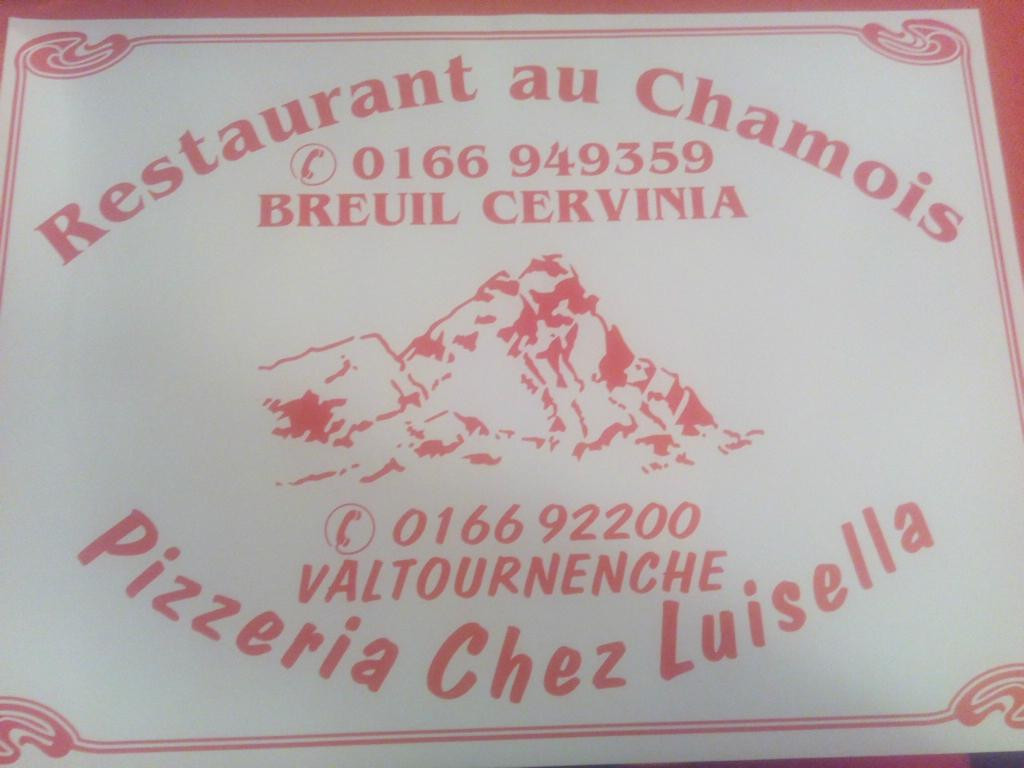 Restaurant au Chamois
0166 949359
BREUIL CERVINIA
0166 92200
VALTOURNENCHE
Pizzeria Chez Luisella